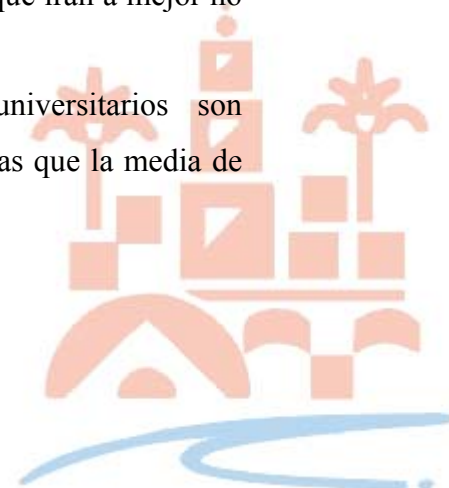 que irán a mejor no
universitarios son
as que la media de